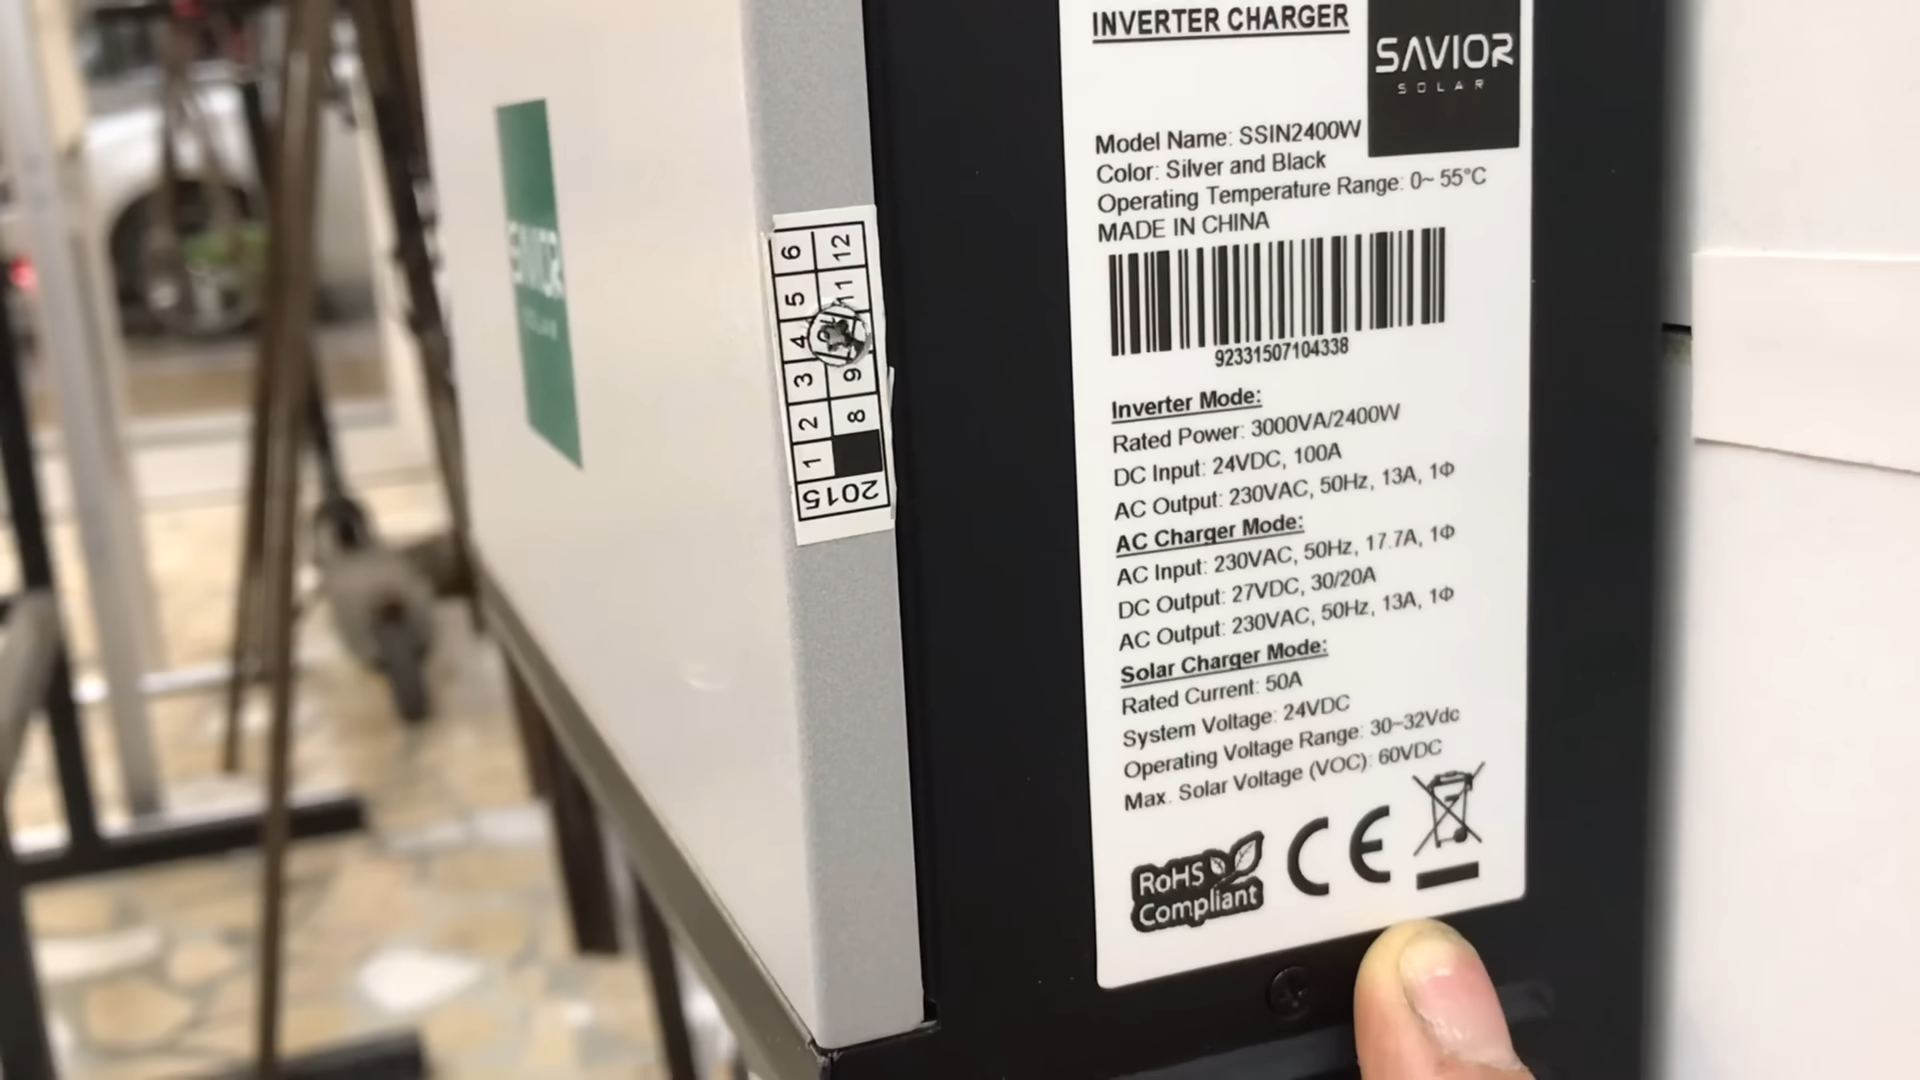 INVERTER CHARGER
SAVIOR
SOLAR
Model Name: SSIN2400W
Color: Silver and Black
Operating Temperature Range: 0~ 55°C
MADE IN CHINA
92331507104338
Inverter Mode:
Rated Power: 3000VA/2400W
DC Input: 24VDC, 100A
AC Output: 230VAC, 50Hz, 13A, 1Φ
AC Charger Mode:
AC Input: 230VAC, 50Hz, 17.7A, 1Φ
DC Output: 27VDC, 30/20A
AC Output: 230VAC, 50Hz, 13A, 1Φ
Solar Charger Mode:
Rated Current: 50A
System Voltage: 24VDC
Operating Voltage Range: 30~32Vdc
Max. Solar Voltage (VOC): 60VDC
RoHS
Compliant
CE
2015
1 2 3 4 5 6
8 9 11 12